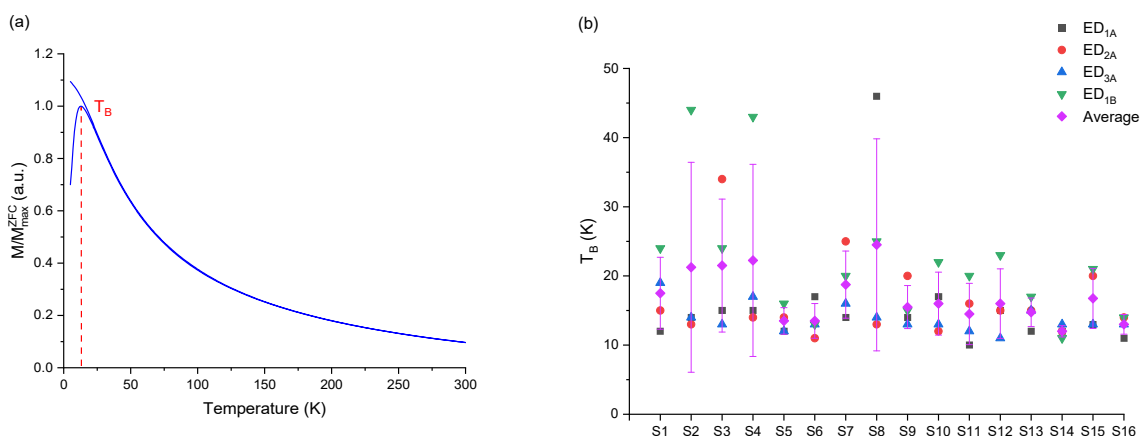 (a)
1.2
1.0
0.8
0.6
0.4
0.2
0.0
M/M^ZFC_max (a.u.)
T_B
0 50 100 150 200 250 300
Temperature (K)
(b)
ED_1A
ED_2A
ED_3A
ED_1B
Average
50
40
30
20
10
0
T_B (K)
S1 S2 S3 S4 S5 S6 S7 S8 S9 S10 S11 S12 S13 S14 S15 S16